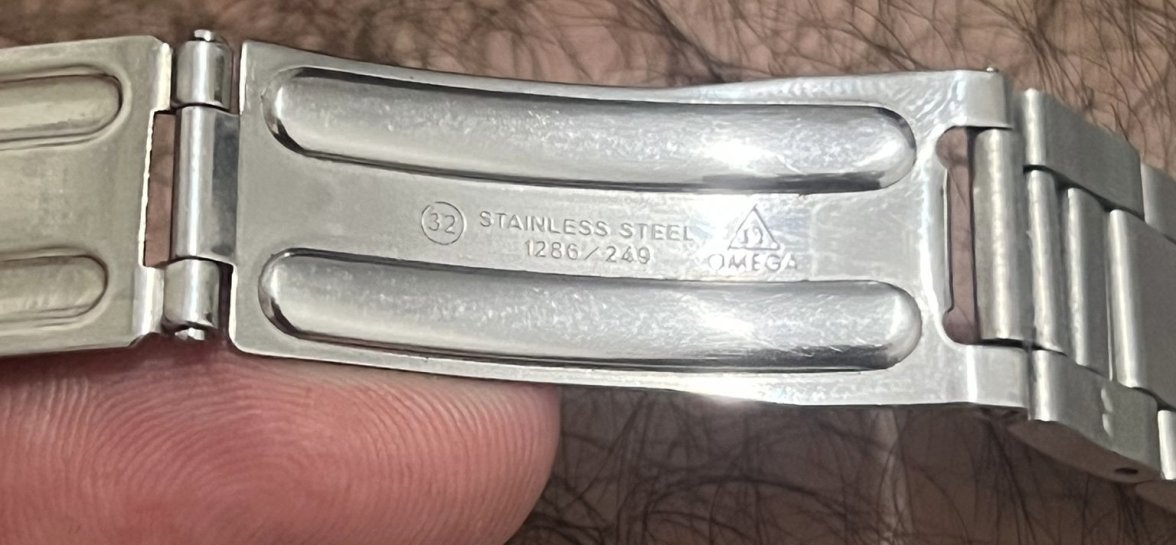 32 STAINLESS STEEL
1286/249
Ω
OMEGA